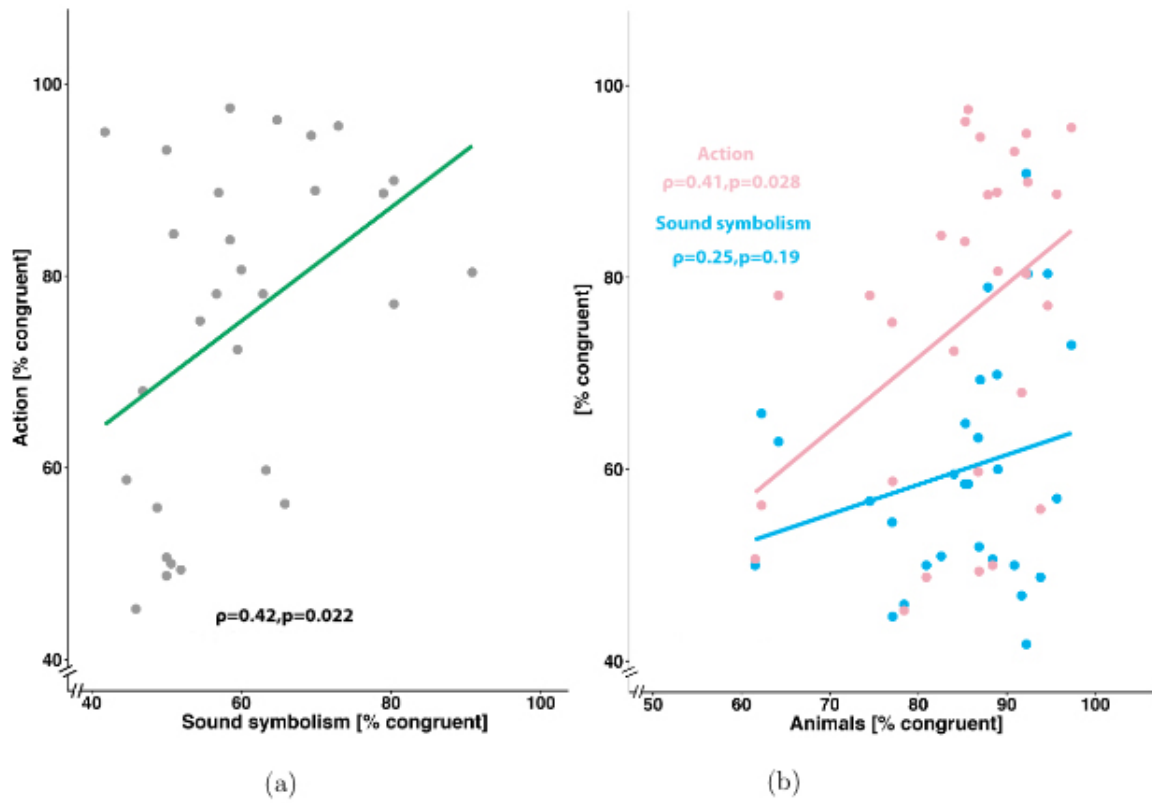 100
80
60
40
Action [% congruent]
ρ=0.42,p=0.022
40 60 80 100
Sound symbolism [% congruent]
(a)
100
80
60
40
[% congruent]
Action
ρ=0.41,p=0.028
Sound symbolism
ρ=0.25,p=0.19
50 60 70 80 90 100
Animals [% congruent]
(b)